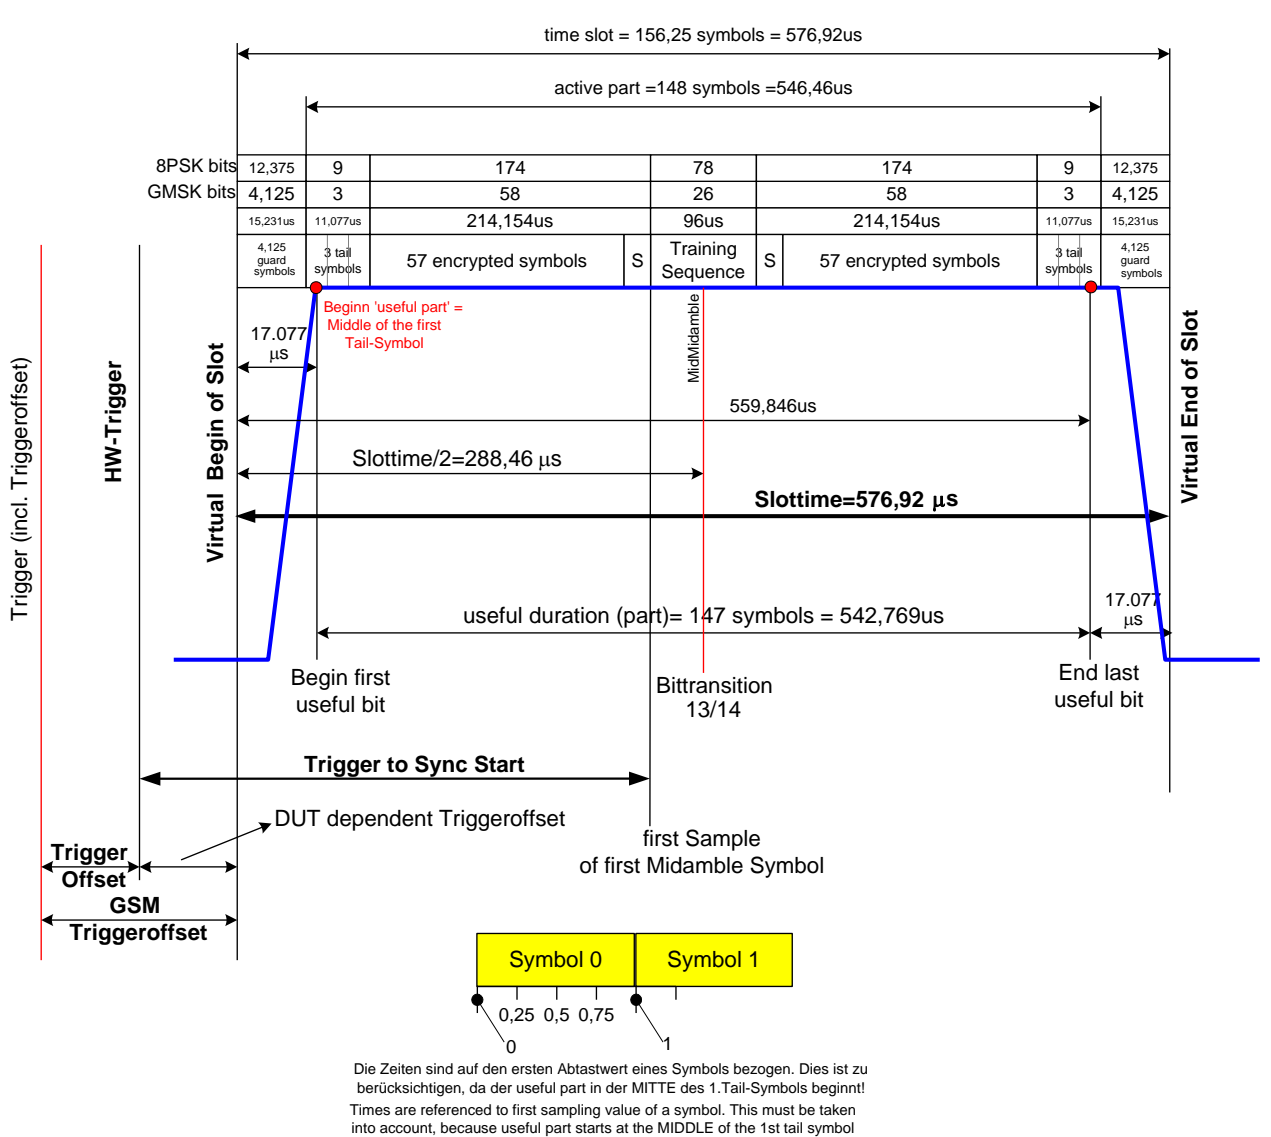 time slot = 156,25 symbols = 576,92us
active part =148 symbols =546,46us
8PSK bits 12,375 9 174 78 174 9 12,375
GMSK bits 4,125 3 58 26 58 3 4,125
15,231us 11,077us 214,154us 96us 214,154us 11,077us 15,231us
4,125 guard symbols
3 tail symbols
57 encrypted symbols
S
Training Sequence
S
57 encrypted symbols
3 tail symbols
4,125 guard symbols
Beginn 'useful part' =
Middle of the first
Tail-Symbol
17.077
µs
MidMidamble
Trigger (incl. Triggeroffset)
HW-Trigger
Virtual Begin of Slot
Virtual End of Slot
559,846us
Slottime/2=288,46 µs
Slottime=576,92 µs
17.077
µs
useful duration (part)= 147 symbols = 542,769us
Begin first
useful bit
Bittransition
13/14
End last
useful bit
Trigger to Sync Start
DUT dependent Triggeroffset
first Sample
of first Midamble Symbol
Trigger
Offset
GSM
Triggeroffset
Symbol 0 Symbol 1
0,25 0,5 0,75
0 1
Die Zeiten sind auf den ersten Abtastwert eines Symbols bezogen. Dies ist zu
berücksichtigen, da der useful part in der MITTE des 1.Tail-Symbols beginnt!
Times are referenced to first sampling value of a symbol. This must be taken
into account, because useful part starts at the MIDDLE of the 1st tail symbol